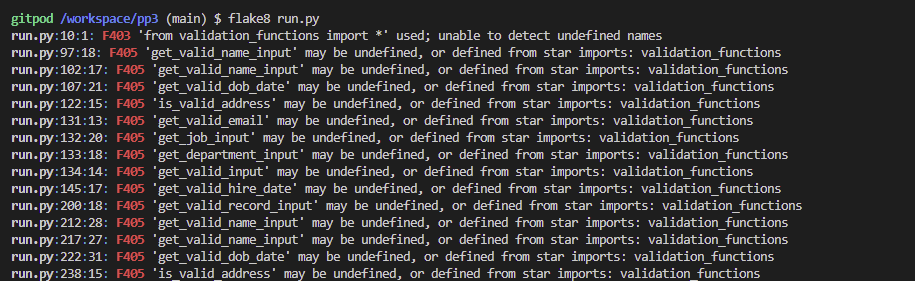 gitpod /workspace/pp3 (main) $ flake8 run.py
run.py:10:1: F403 'from validation_functions import *' used; unable to detect undefined names
run.py:97:18: F405 'get_valid_name_input' may be undefined, or defined from star imports: validation_functions
run.py:102:17: F405 'get_valid_name_input' may be undefined, or defined from star imports: validation_functions
run.py:107:21: F405 'get_valid_dob_date' may be undefined, or defined from star imports: validation_functions
run.py:122:15: F405 'is_valid_address' may be undefined, or defined from star imports: validation_functions
run.py:131:13: F405 'get_valid_email' may be undefined, or defined from star imports: validation_functions
run.py:132:20: F405 'get_job_input' may be undefined, or defined from star imports: validation_functions
run.py:133:18: F405 'get_department_input' may be undefined, or defined from star imports: validation_functions
run.py:134:14: F405 'get_valid_input' may be undefined, or defined from star imports: validation_functions
run.py:145:17: F405 'get_valid_hire_date' may be undefined, or defined from star imports: validation_functions
run.py:200:18: F405 'get_valid_record_input' may be undefined, or defined from star imports: validation_functions
run.py:212:28: F405 'get_valid_name_input' may be undefined, or defined from star imports: validation_functions
run.py:217:27: F405 'get_valid_name_input' may be undefined, or defined from star imports: validation_functions
run.py:222:31: F405 'get_valid_dob_date' may be undefined, or defined from star imports: validation_functions
run.py:238:15: F405 'is_valid_address' may be undefined, or defined from star imports: validation_functions